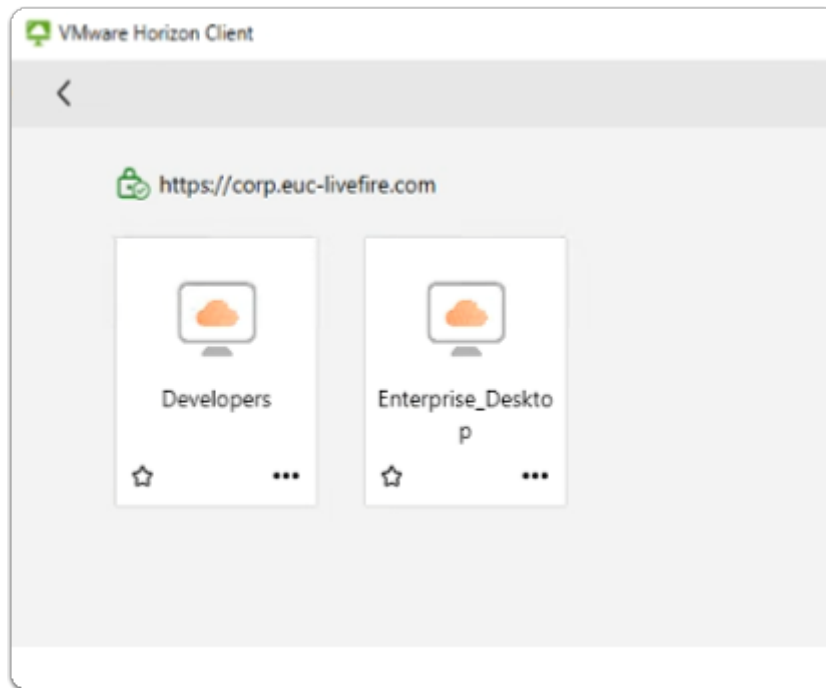 VMware Horizon Client
https://corp.euc-livefire.com
Developers
Enterprise_Deskto
p